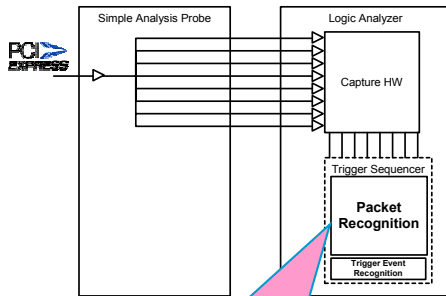 Simple Analysis Probe
Logic Analyzer
PCI
EXPRESS
Capture HW
Trigger Sequencer
Packet
Recognition
Trigger Event
Recognition